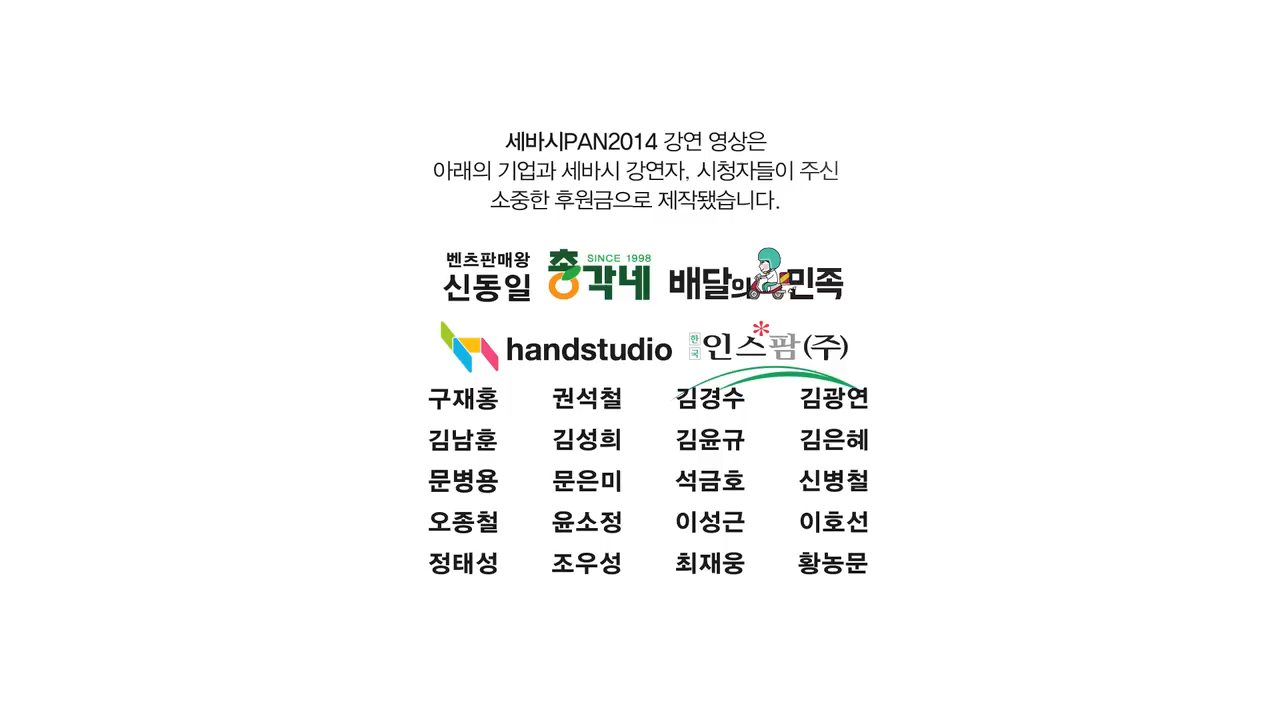 세바시PAN2014 강연 영상은
아래의 기업과 세바시 강연자, 시청자들이 주신
소중한 후원금으로 제작됐습니다.
벤츠판매왕
신동일
SINCE 1998
총각네
배달의민족
handstudio
한국 인스팜(주)
구재홍 권석철 김경수 김광연
김남훈 김성희 김윤규 김은혜
문병용 문은미 석금호 신병철
오종철 윤소정 이성근 이호선
정태성 조우성 최재웅 황농문